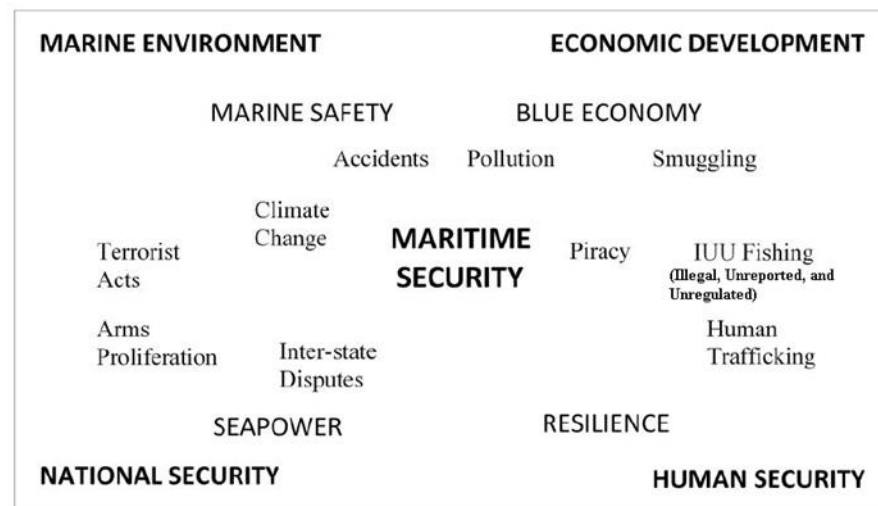 MARINE ENVIRONMENT
ECONOMIC DEVELOPMENT
MARINE SAFETY
BLUE ECONOMY
Accidents
Pollution
Smuggling
Climate
Change
MARITIME
SECURITY
Terrorist
Acts
Piracy
IUU Fishing
(Illegal, Unreported, and
Unregulated)
Arms
Proliferation
Inter-state
Disputes
Human
Trafficking
SEAPOWER
RESILIENCE
NATIONAL SECURITY
HUMAN SECURITY